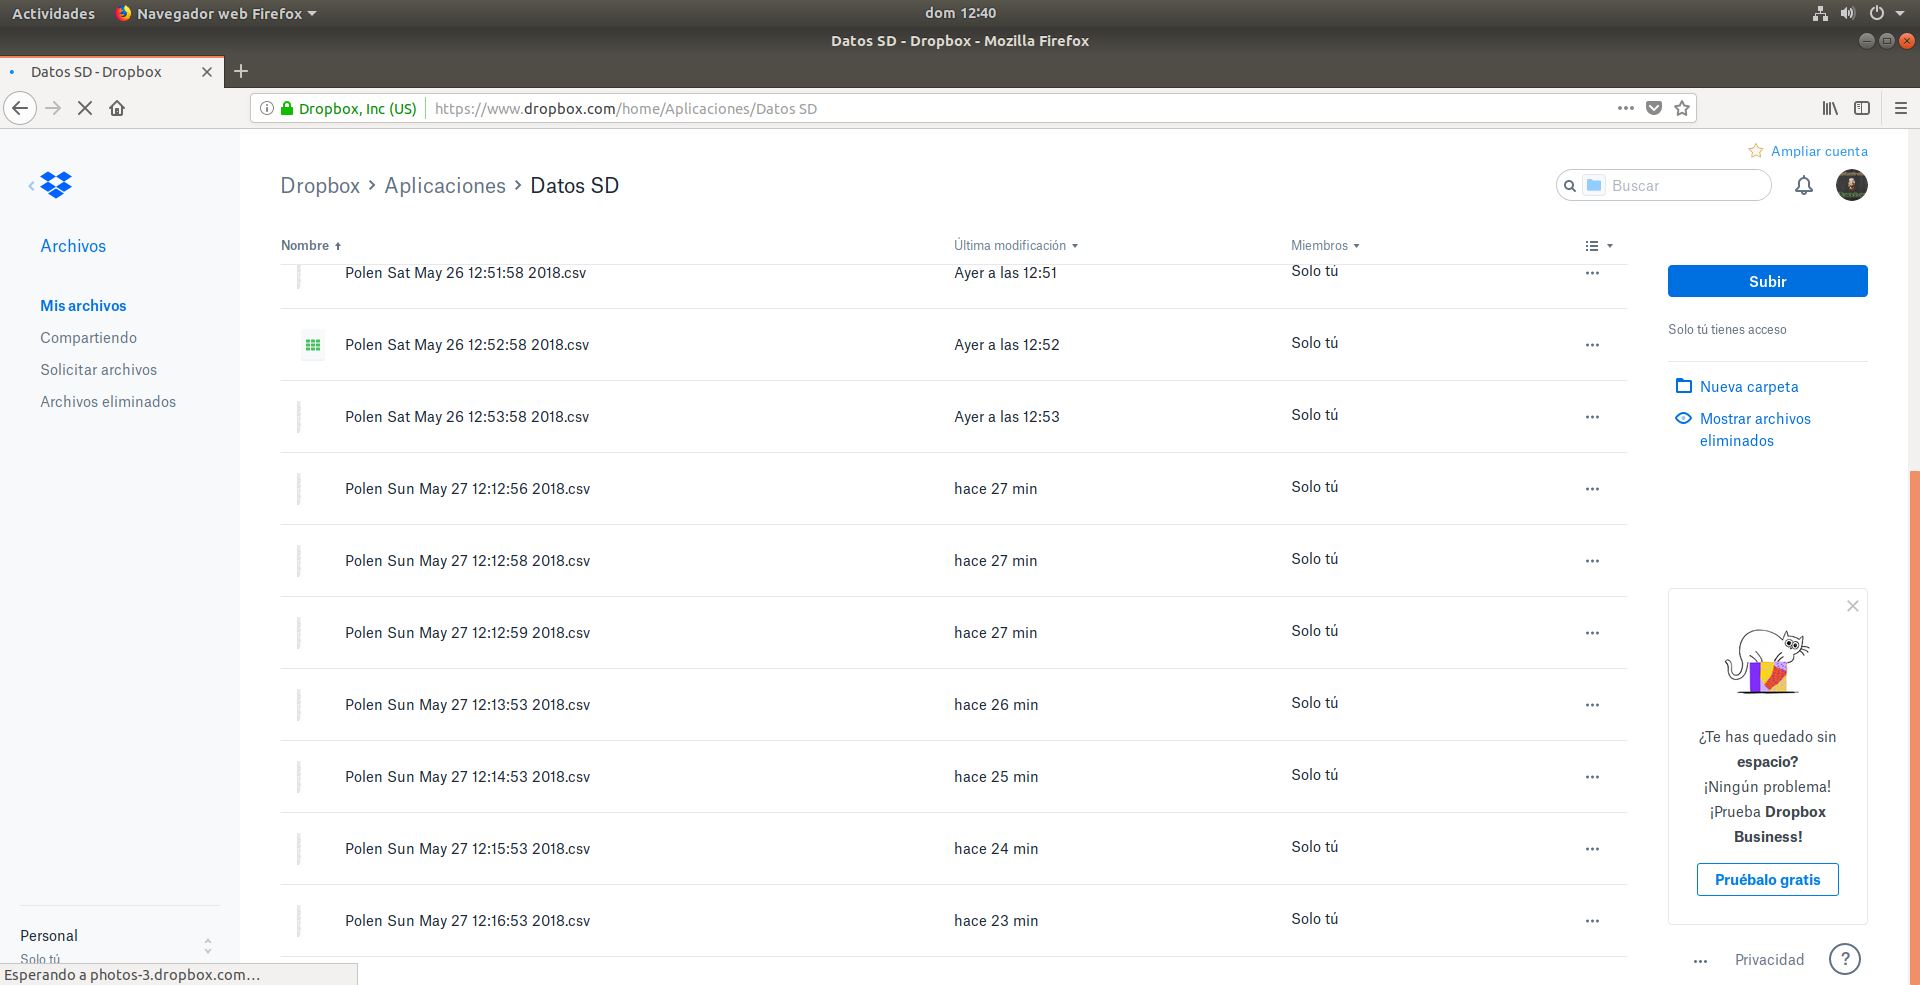 Actividades Navegador web Firefox dom 12:40
Datos SD - Dropbox - Mozilla Firefox
Datos SD - Dropbox
Dropbox, Inc (US) https://www.dropbox.com/home/Aplicaciones/Datos SD
Ampliar cuenta
Dropbox › Aplicaciones › Datos SD
Buscar
Archivos
Mis archivos
Compartiendo
Solicitar archivos
Archivos eliminados
Nombre Última modificación Miembros
Polen Sat May 26 12:51:58 2018.csv Ayer a las 12:51 Solo tú
Polen Sat May 26 12:52:58 2018.csv Ayer a las 12:52 Solo tú
Polen Sat May 26 12:53:58 2018.csv Ayer a las 12:53 Solo tú
Polen Sun May 27 12:12:56 2018.csv hace 27 min Solo tú
Polen Sun May 27 12:12:58 2018.csv hace 27 min Solo tú
Polen Sun May 27 12:12:59 2018.csv hace 27 min Solo tú
Polen Sun May 27 12:13:53 2018.csv hace 26 min Solo tú
Polen Sun May 27 12:14:53 2018.csv hace 25 min Solo tú
Polen Sun May 27 12:15:53 2018.csv hace 24 min Solo tú
Polen Sun May 27 12:16:53 2018.csv hace 23 min Solo tú
Subir
Solo tú tienes acceso
Nueva carpeta
Mostrar archivos
eliminados
¿Te has quedado sin
espacio?
¡Ningún problema!
¡Prueba Dropbox
Business!
Pruébalo gratis
Personal
Solo tú
Esperando a photos-3.dropbox.com...
... Privacidad ?